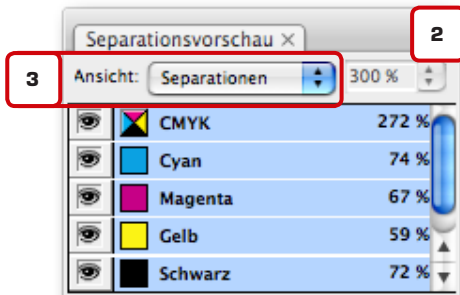 Separationsvorschau ×
2
3
Ansicht: Separationen 300 %
CMYK 272 %
Cyan 74 %
Magenta 67 %
Gelb 59 %
Schwarz 72 %